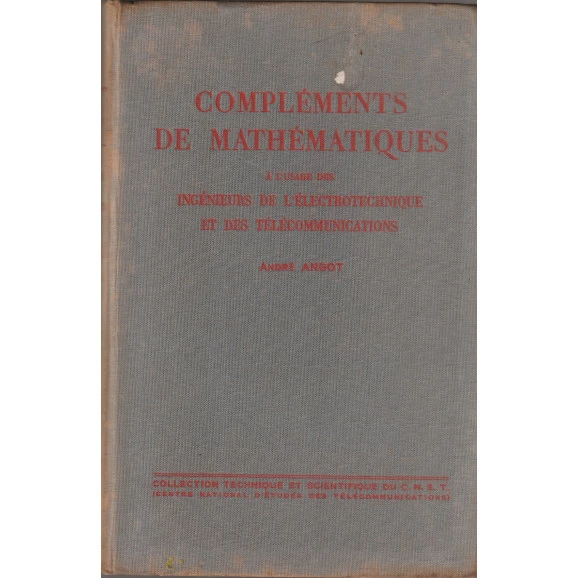 COMPLÉMENTS
DE MATHÉMATIQUES
À L'USAGE DES
INGÉNIEURS DE L'ÉLECTROTECHNIQUE
ET DES TÉLÉCOMMUNICATIONS
ANDRÉ ANGOT
COLLECTION TECHNIQUE ET SCIENTIFIQUE DU C. N. E. T.
(CENTRE NATIONAL D'ÉTUDES DES TÉLÉCOMMUNICATIONS)